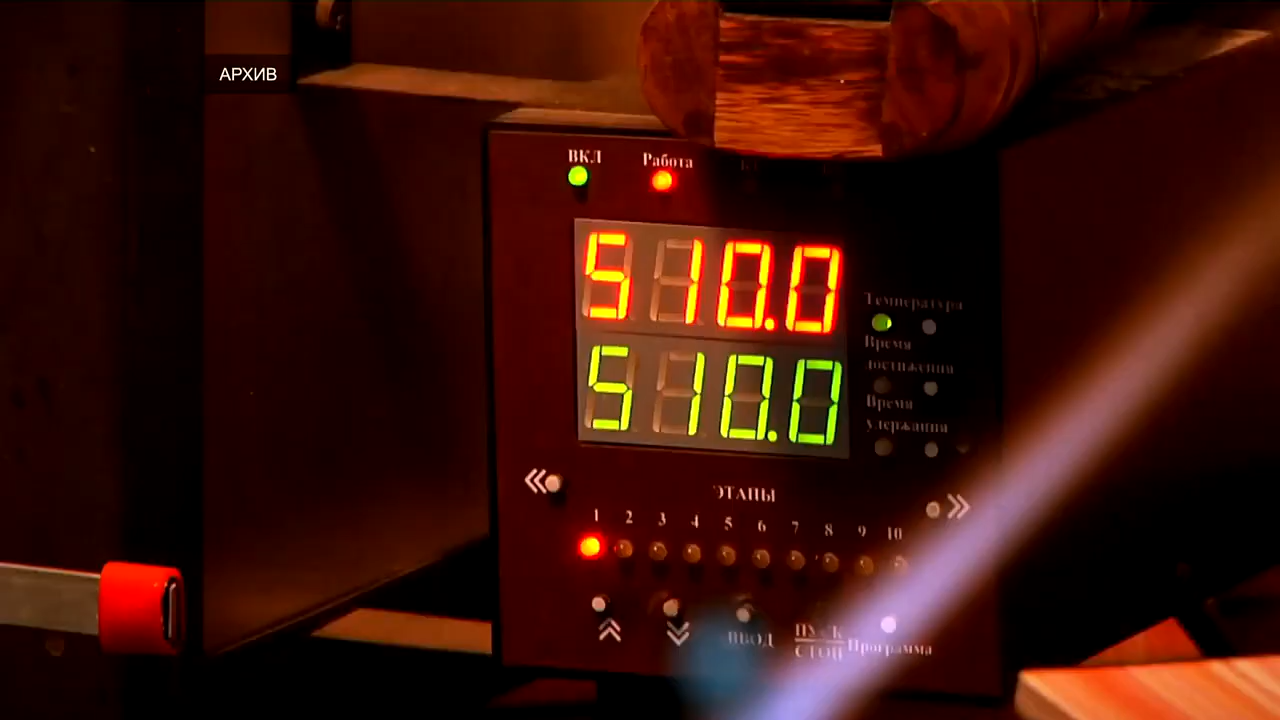 АРХИВ
ВКЛ Работа
510.0
510.0
Температура
Время
достижения
Время
удержания
ЭТАПЫ
1 2 3 4 5 6 7 8 9 10
ВВОД ПУСК Программа
СТОП